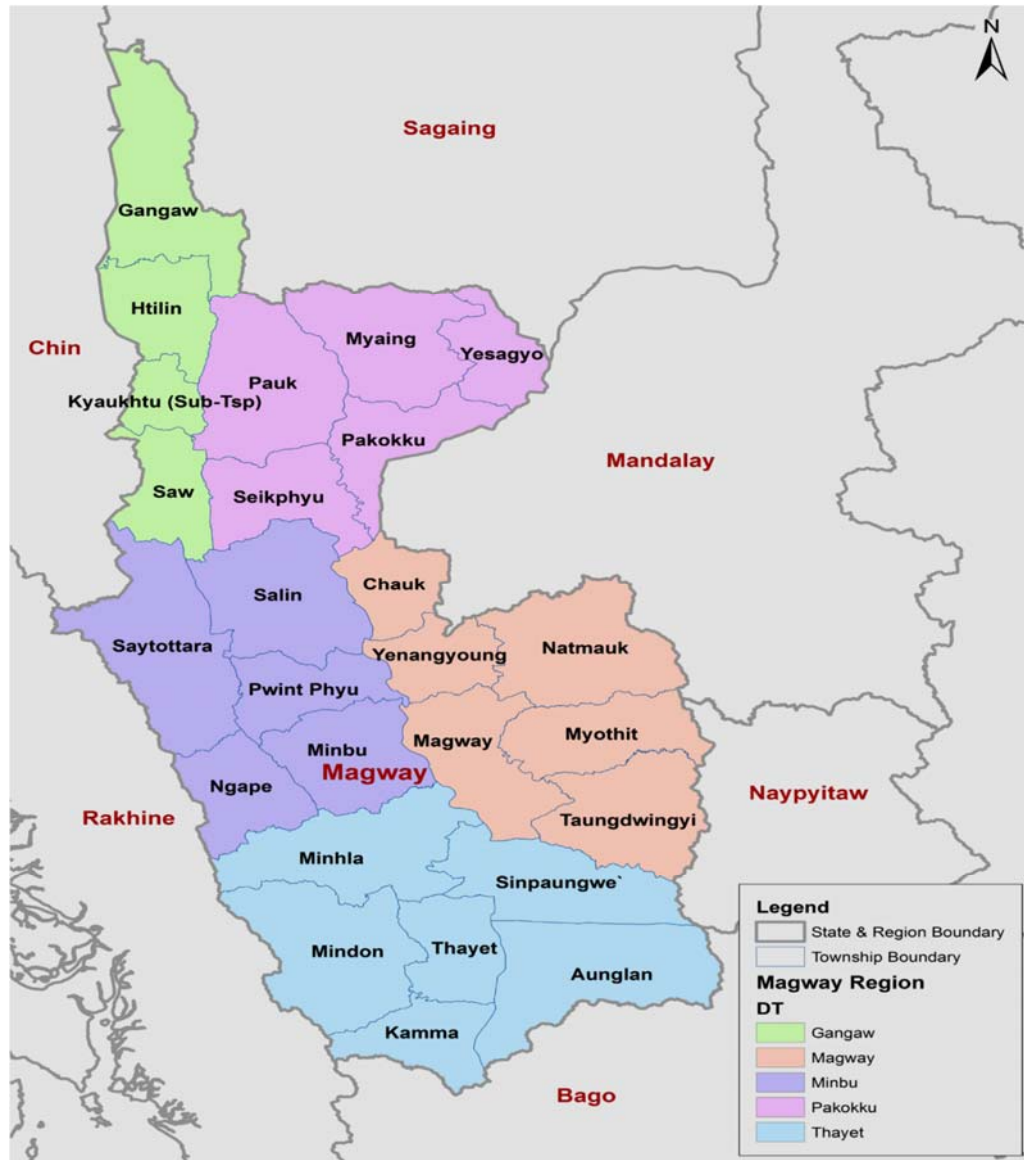 N
Sagaing
Gangaw
Htilin
Chin
Myaing
Yesagyo
Pauk
Kyaukhtu (Sub-Tsp)
Pakokku
Mandalay
Saw
Seikphyu
Chauk
Salin
Saytottara
Yenangyoung
Natmauk
Pwint Phyu
Magway
Myothit
Minbu
Magway
Ngape
Naypyitaw
Rakhine
Taungdwingyi
Minhla
Sinpaungwe`
Mindon
Thayet
Aunglan
Kamma
Bago
Legend
State & Region Boundary
Township Boundary
Magway Region
DT
Gangaw
Magway
Minbu
Pakokku
Thayet